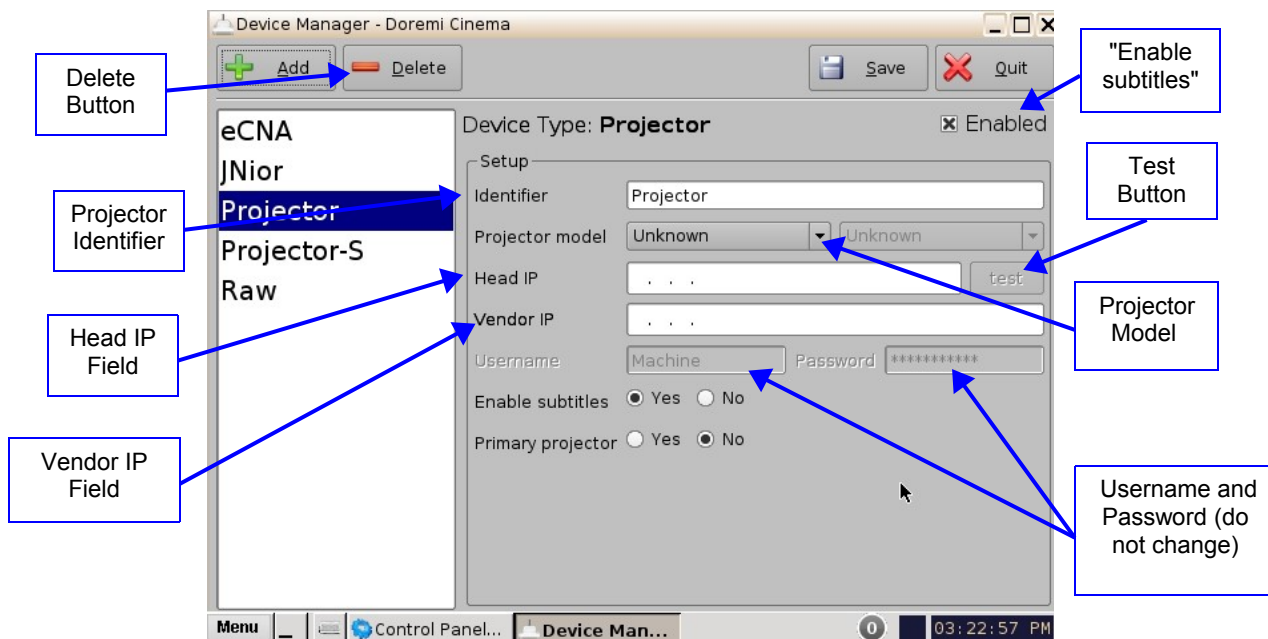 Device Manager - Doremi Cinema
Add
Delete
Save
Quit
eCNA
JNior
Projector
Projector-S
Raw
Device Type: Projector
Enabled
Setup
Identifier
Projector
Projector model
Unknown
Unknown
Head IP
. . .
test
Vendor IP
. . .
Username
Machine
Password
***********
Enable subtitles
Yes
No
Primary projector
Yes
No
Menu
_
Control Panel...
Device Man...
0
03:22:57 PM
Delete
Button
Projector
Identifier
Head IP
Field
Vendor IP
Field
"Enable
subtitles"
Test
Button
Projector
Model
Username and
Password (do
not change)